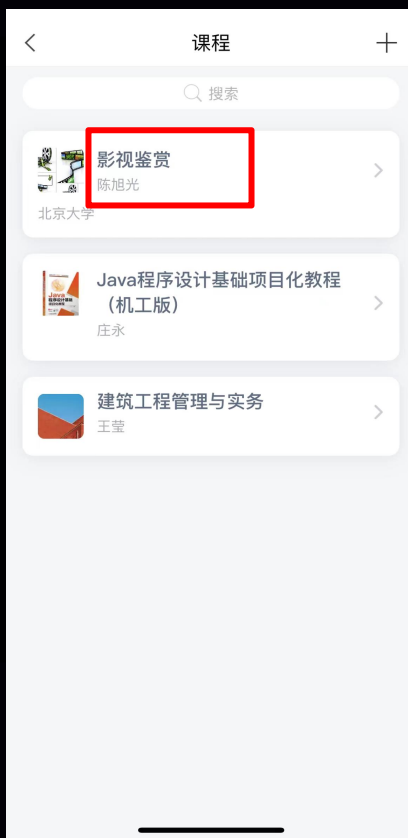 课程
搜索
影视鉴赏
陈旭光
北京大学
Java程序设计基础项目化教程
（机工版）
庄永
建筑工程管理与实务
王莹